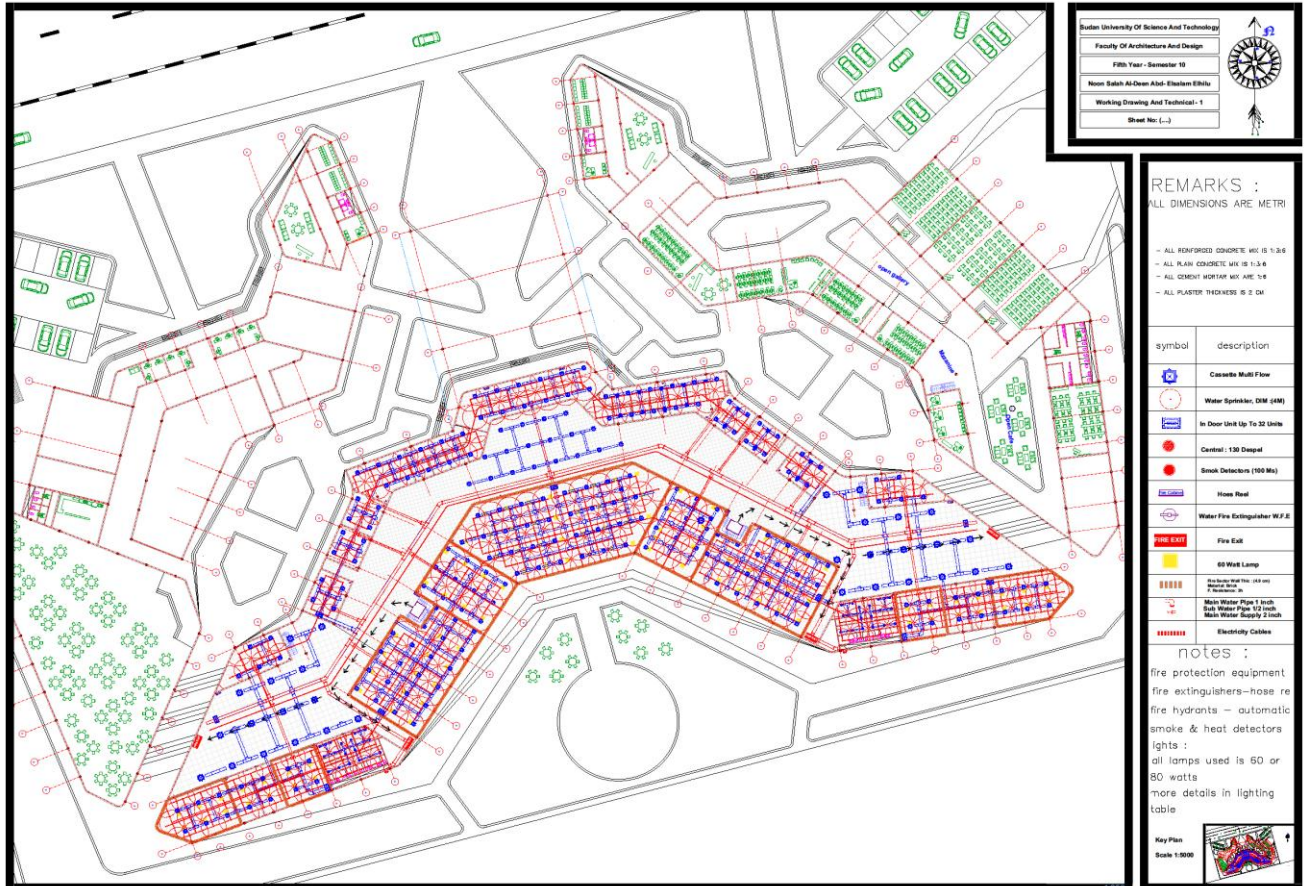 Sudan University Of Science And Technology
Faculty Of Architecture And Design
Fifth Year - Semester 10
Noon Salah Al-Deen Abd- Elsalam Elhilu
Working Drawing And Technical - 1
Sheet No: (....)
REMARKS :
ALL DIMENSIONS ARE METRI
- ALL REINFORCED CONCRETE MIX IS 1:3:6
- ALL PLAIN CONCRETE MIX IS 1:3:6
- ALL CEMENT MORTAR MIX ARE 1:6
- ALL PLASTER THICKNESS IS 2 CM
symbol description
Cassette Multi Flow
Water Sprinkler, DIM :(4M)
In Door Unit Up To 32 Units
Central : 130 Despel
Smok Detectors (100 Ms)
Hoes Reel
Water Fire Extinguisher W.F.E
FIRE EXIT Fire Exit
60 Watt Lamp
Main Water Pipe 1 inch
Sub Water Pipe 1/2 inch
Main Water Supply 2 inch
Electricity Cables
notes :
fire protection equipment
fire extinguishers-hose re
fire hydrants - automatic
smoke & heat detectors
ights :
all lamps used is 60 or
80 watts
more details in lighting
table
Key Plan
Scale 1:5000
open gallery